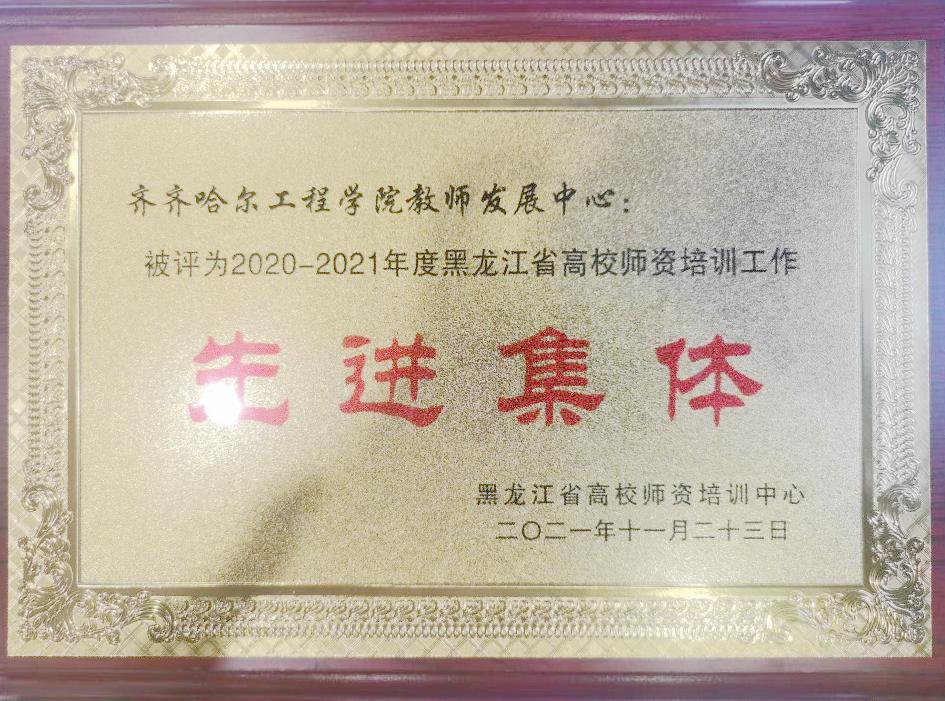 齐齐哈尔工程学院教师发展中心：
被评为2020-2021年度黑龙江省高校师资培训工作
先进集体
黑龙江省高校师资培训中心
二〇二一年十一月二十三日